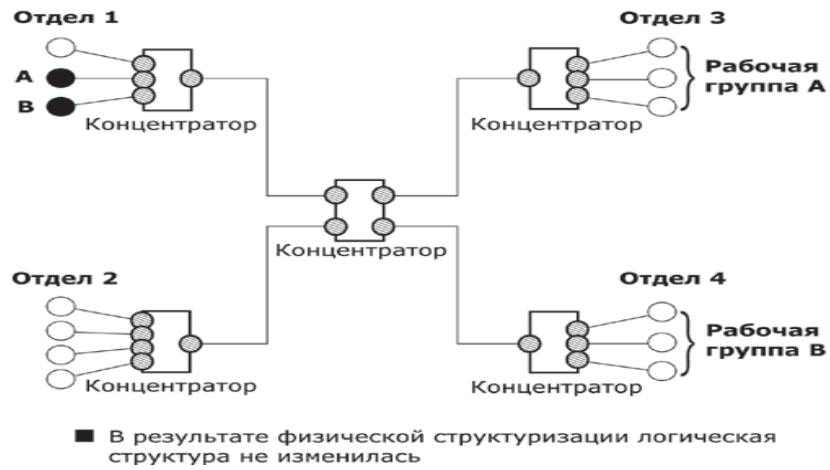 Отдел 1
Отдел 3
А
В
Рабочая
группа А
Концентратор
Концентратор
Концентратор
Отдел 2
Отдел 4
Рабочая
группа В
Концентратор
Концентратор
В результате физической структуризации логическая
структура не изменилась